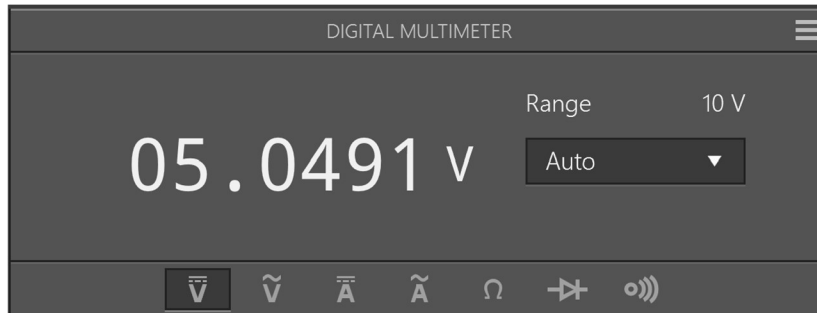 DIGITAL MULTIMETER
Range 10 V
05.0491 V
Auto
V V A A Ω